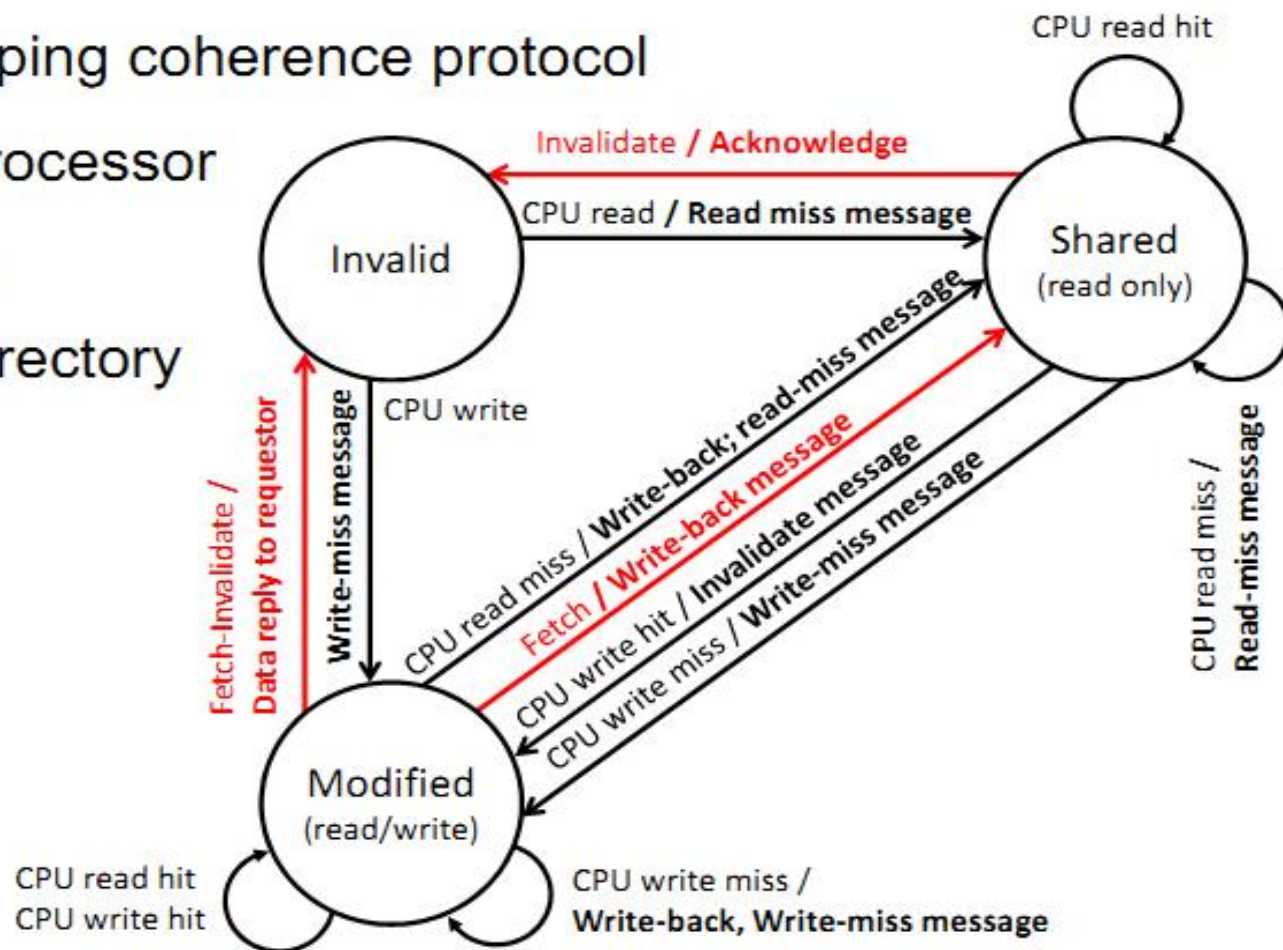 ping coherence protocol
rocessor
rectory
CPU read hit
Invalidate / Acknowledge
CPU read / Read miss message
Invalid
Shared
(read only)
CPU write
Write-miss message
Fetch-Invalidate /
Data reply to requestor
CPU read miss / Write-back; read-miss message
Fetch / Write-back message
CPU write hit / Invalidate message
CPU write miss / Write-miss message
CPU read miss /
Read-miss message
Modified
(read/write)
CPU read hit
CPU write hit
CPU write miss /
Write-back, Write-miss message